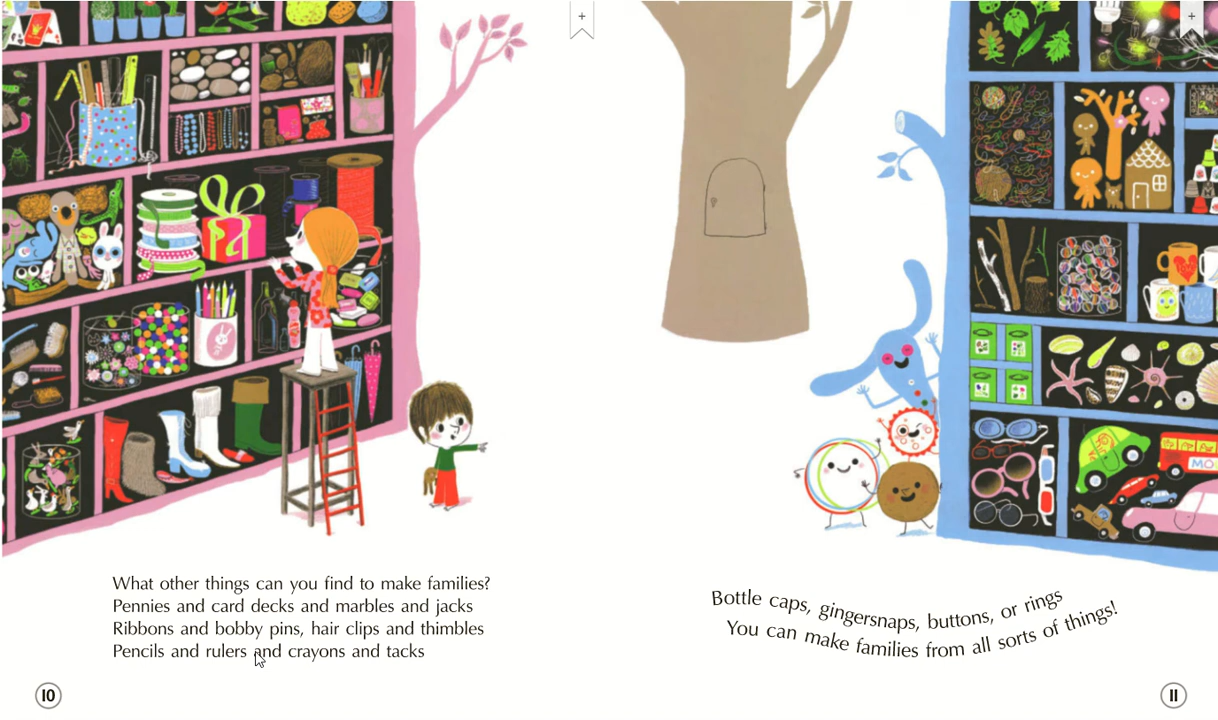 What other things can you find to make families?
Pennies and card decks and marbles and jacks
Ribbons and bobby pins, hair clips and thimbles
Pencils and rulers and crayons and tacks
10
MO
Bottle caps, gingersnaps, buttons, or rings
You can make families from all sorts of things!
11